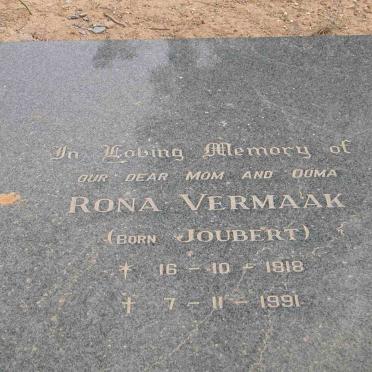 In Loving Memory of
OUR DEAR MOM AND OUMA
RONA VERMAAK
(BORN JOUBERT)
16 - 10 - 1918
7 - 11 - 1991